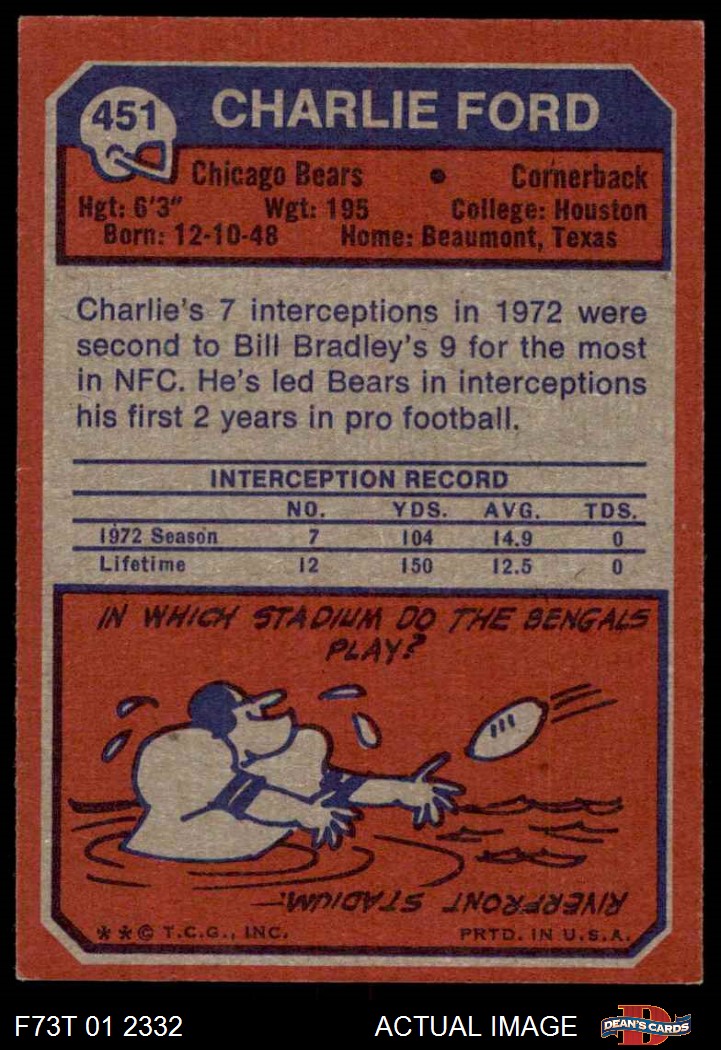 451
CHARLIE FORD
Chicago Bears • Cornerback
Hgt: 6'3" Wgt: 195 College: Houston
Born: 12-10-48 Home: Beaumont, Texas
Charlie's 7 interceptions in 1972 were
second to Bill Bradley's 9 for the most
in NFC. He's led Bears in interceptions
his first 2 years in pro football.
INTERCEPTION RECORD
NO. YDS. AVG. TDS.
1972 Season 7 104 14.9 0
Lifetime 12 150 12.5 0
IN WHICH STADIUM DO THE BENGALS
PLAY?
RIVERFRONT STADIUM.
**© T.C.G., INC. PRTD. IN U.S.A.
F73T 01 2332 ACTUAL IMAGE
D
DEAN'S CARDS